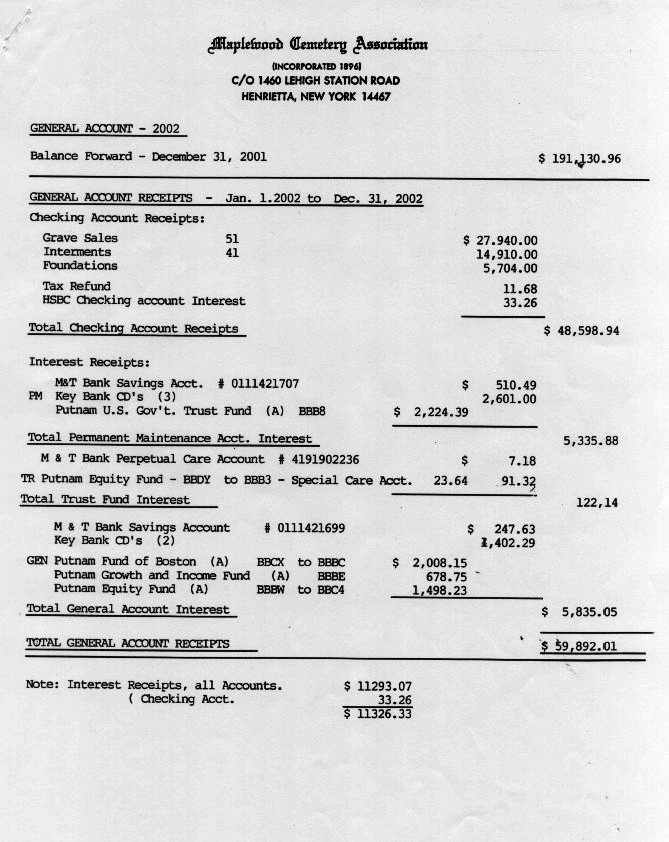 Maplewood Cemetery Association
(INCORPORATED 1896)
C/O 1460 LEHIGH STATION ROAD
HENRIETTA, NEW YORK 14467
GENERAL ACCOUNT - 2002
Balance Forward - December 31, 2001 $ 191,130.96
GENERAL ACCOUNT RECEIPTS - Jan. 1.2002 to Dec. 31, 2002
Checking Account Receipts:
Grave Sales 51 $ 27.940.00
Interments 41 14,910.00
Foundations 5,704.00
Tax Refund 11.68
HSBC Checking account Interest 33.26
Total Checking Account Receipts $ 48,598.94
Interest Receipts:
M&T Bank Savings Acct. # 0111421707 $ 510.49
PM Key Bank CD's (3) 2,601.00
Putnam U.S. Gov't. Trust Fund (A) BBB8 $ 2,224.39
Total Permanent Maintenance Acct. Interest 5,335.88
M & T Bank Perpetual Care Account # 4191902236 $ 7.18
TR Putnam Equity Fund - BBDY to BBB3 - Special Care Acct. 23.64 91.32
Total Trust Fund Interest 122,14
M & T Bank Savings Account # 0111421699 $ 247.63
Key Bank CD's (2) 1,402.29
GEN Putnam Fund of Boston (A) BBCX to BBBC $ 2,008.15
Putnam Growth and Income Fund (A) BBBE 678.75
Putnam Equity Fund (A) BBBW to BBC4 1,498.23
Total General Account Interest $ 5,835.05
TOTAL GENERAL ACCOUNT RECEIPTS $ 59,892.01
Note: Interest Receipts, all Accounts. $ 11293.07
( Checking Acct. 33.26
$ 11326.33